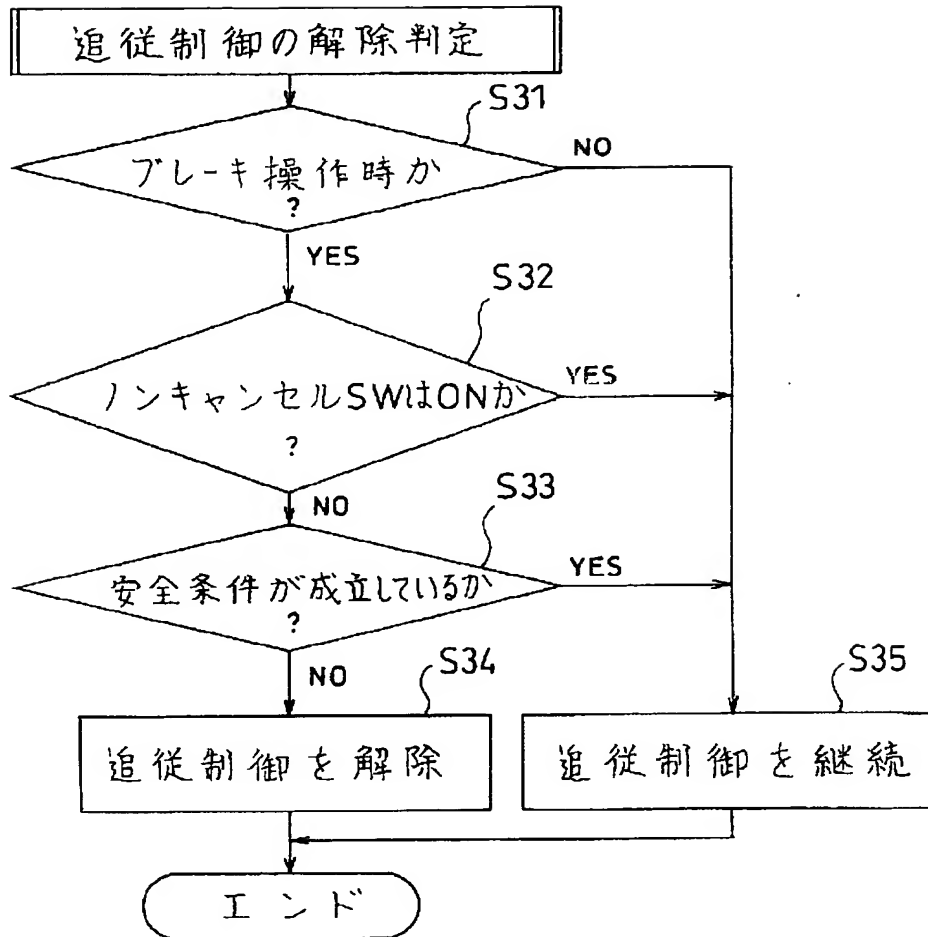 追従制御の解除判定
S31
ブレーキ操作時か
?
NO
YES
S32
ノンキャンセルSWはONか
?
YES
NO
S33
安全条件が成立しているか
?
YES
NO
S34
追従制御を解除
S35
追従制御を継続
エンド